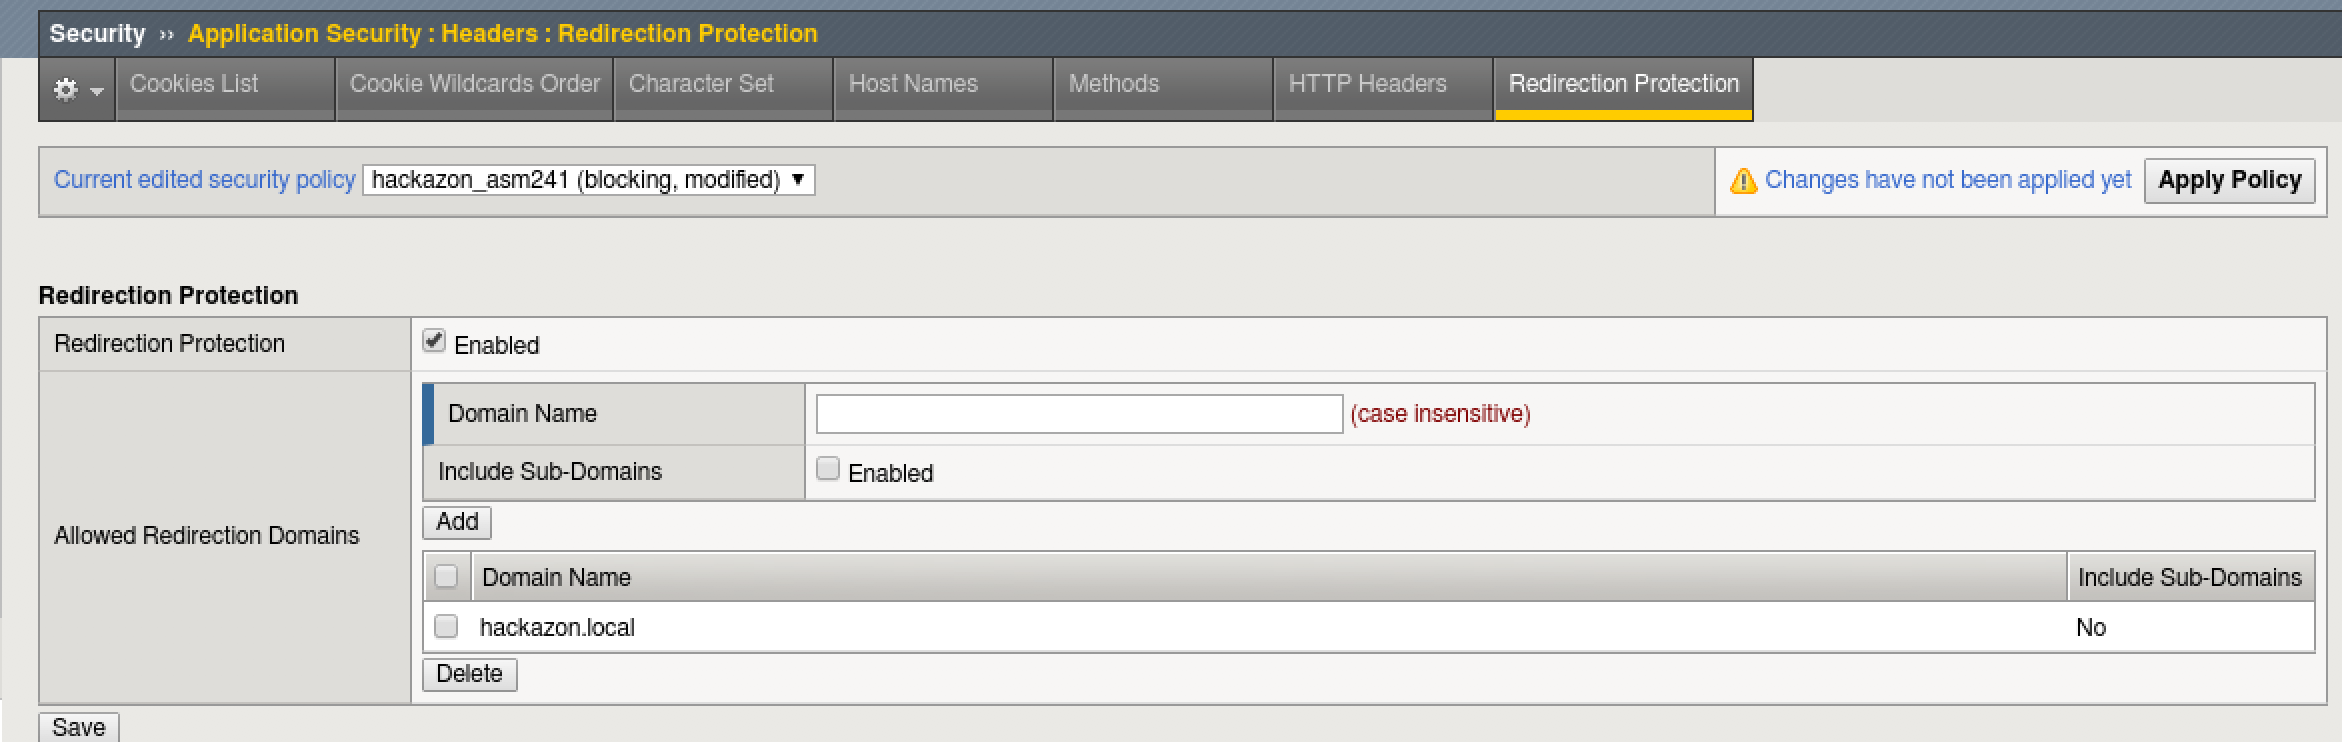 Security ›› Application Security : Headers : Redirection Protection
Cookies List Cookie Wildcards Order Character Set Host Names Methods HTTP Headers Redirection Protection
Current edited security policy hackazon_asm241 (blocking, modified) ▼ Changes have not been applied yet Apply Policy
Redirection Protection
Redirection Protection Enabled
Domain Name (case insensitive)
Include Sub-Domains Enabled
Allowed Redirection Domains
Add
Domain Name Include Sub-Domains
hackazon.local No
Delete
Save